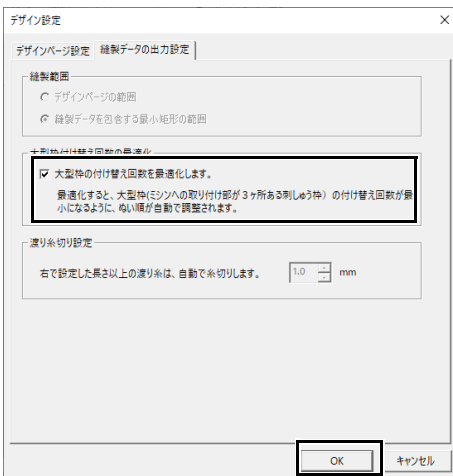 デザイン設定
デザインページ設定 縫製データの出力設定
縫製範囲
デザインページの範囲
縫製データを包含する最小矩形の範囲
大型枠付け替え回数の最適化
大型枠の付け替え回数を最適化します。
最適化すると、大型枠(ミシンへの取り付け部が3ヶ所ある刺しゅう枠)の付け替え回数が最
小になるように、ぬい順が自動で調整されます。
渡り糸切り設定
右で設定した長さ以上の渡り糸は、自動で糸切りします。 1.0 mm
OK キャンセル